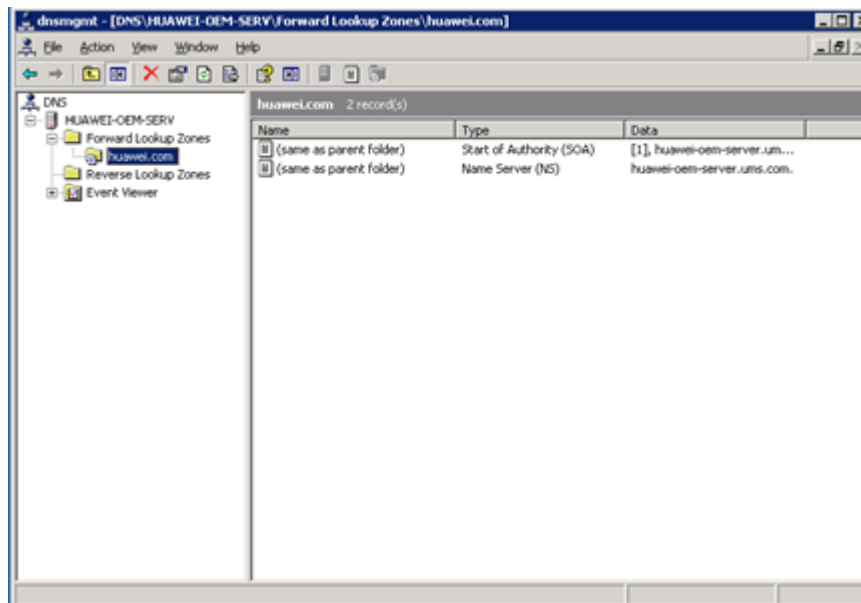 dnsmgmt - [DNS\HUAWEI-OEM-SERV\Forward Lookup Zones\huawei.com]
File Action View Window Help
DNS
HUAWEI-OEM-SERV
Forward Lookup Zones
huawei.com
Reverse Lookup Zones
Event Viewer
huawei.com 2 record(s)
Name Type Data
(same as parent folder) Start of Authority (SOA) [1], huawei-oem-server.um...
(same as parent folder) Name Server (NS) huawei-oem-server.ums.com.